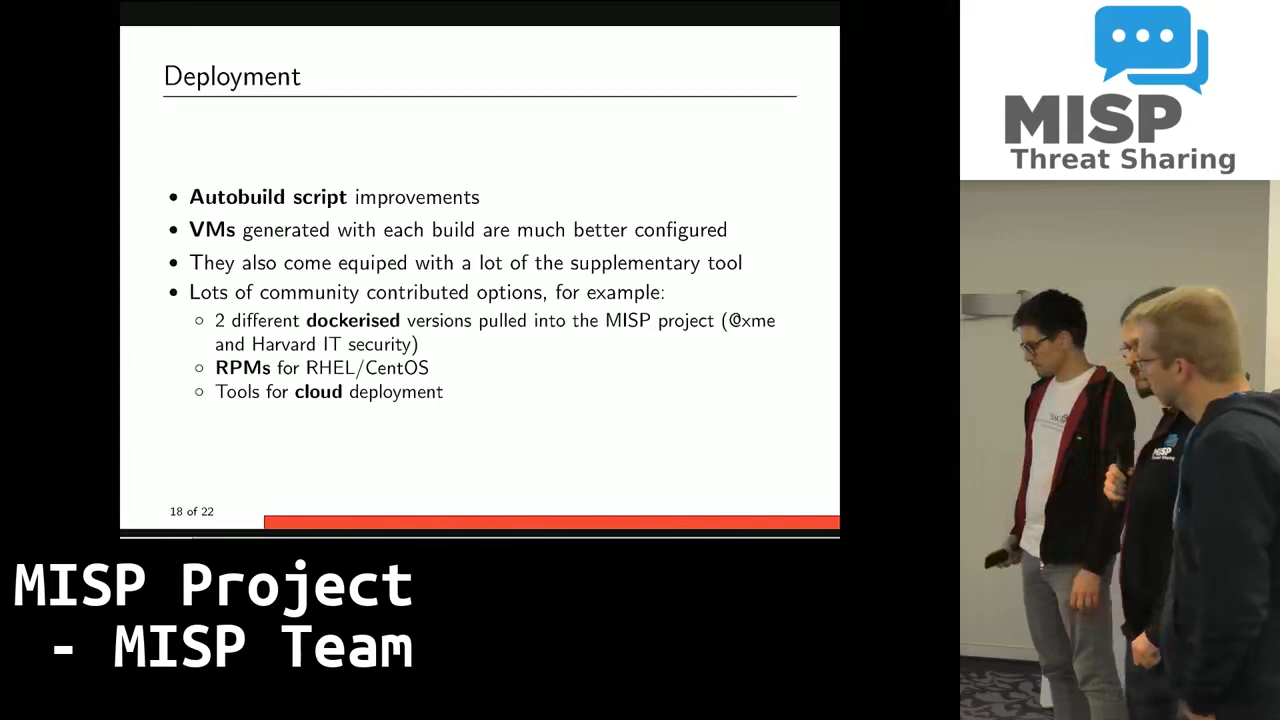 Deployment
• Autobuild script improvements
• VMs generated with each build are much better configured
• They also come equiped with a lot of the supplementary tool
• Lots of community contributed options, for example:
◦ 2 different dockerised versions pulled into the MISP project (@xme
and Harvard IT security)
◦ RPMs for RHEL/CentOS
◦ Tools for cloud deployment
18 of 22
MISP
Threat Sharing
MISP
Threat Sharing
MISP Project
- MISP Team